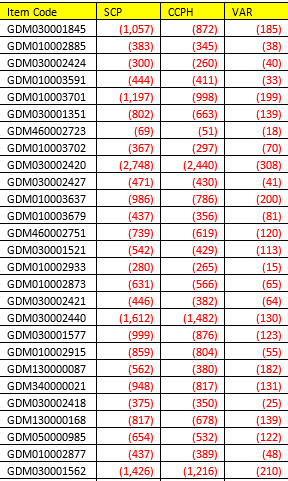 Item Code SCP CCPH VAR
GDM030001845 (1,057) (872) (185)
GDM010002885 (383) (345) (38)
GDM030002424 (300) (260) (40)
GDM010003591 (444) (411) (33)
GDM010003701 (1,197) (998) (199)
GDM030001351 (802) (663) (139)
GDM460002723 (69) (51) (18)
GDM010003702 (367) (297) (70)
GDM030002420 (2,748) (2,440) (308)
GDM030002427 (471) (430) (41)
GDM010003637 (986) (786) (200)
GDM010003679 (437) (356) (81)
GDM460002751 (739) (619) (120)
GDM030001521 (542) (429) (113)
GDM010002933 (280) (265) (15)
GDM010002873 (631) (566) (65)
GDM030002421 (446) (382) (64)
GDM030002440 (1,612) (1,482) (130)
GDM030001577 (999) (876) (123)
GDM010002915 (859) (804) (55)
GDM130000087 (562) (380) (182)
GDM340000021 (948) (817) (131)
GDM030002418 (375) (350) (25)
GDM130000168 (817) (678) (139)
GDM050000985 (654) (532) (122)
GDM010002877 (437) (389) (48)
GDM030001562 (1,426) (1,216) (210)